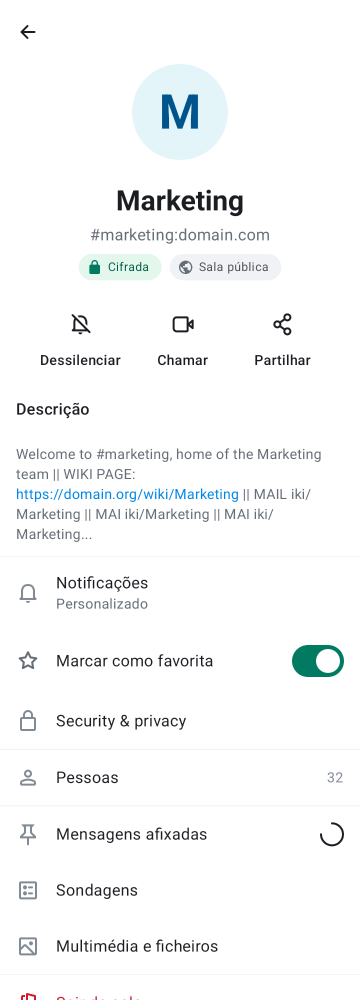 M
Marketing
#marketing:domain.com
Cifrada
Sala pública
Dessilenciar
Chamar
Partilhar
Descrição
Welcome to #marketing, home of the Marketing
team || WIKI PAGE:
https://domain.org/wiki/Marketing || MAIL iki/
Marketing || MAI iki/Marketing || MAI iki/
Marketing...
Notificações
Personalizado
Marcar como favorita
Security & privacy
Pessoas
32
Mensagens afixadas
Sondagens
Multimédia e ficheiros